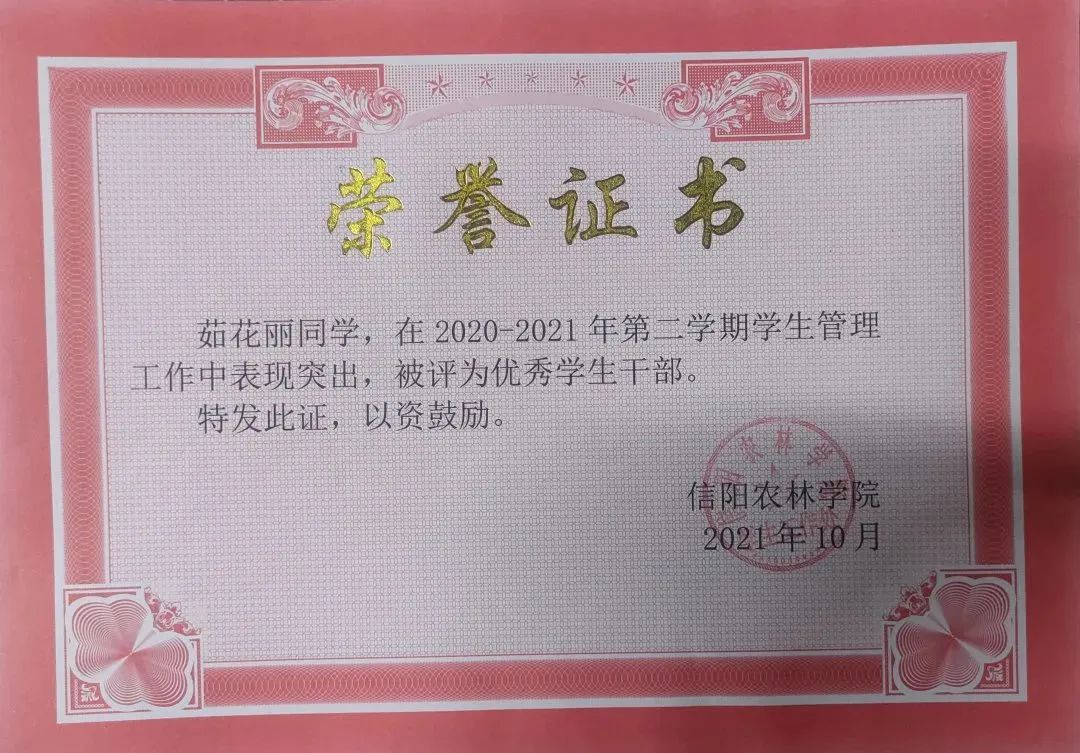 荣誉证书
茹花丽同学，在 2020-2021 年第二学期学生管理
工作中表现突出，被评为优秀学生干部。
特发此证，以资鼓励。
信阳农林学院
2021 年 10 月